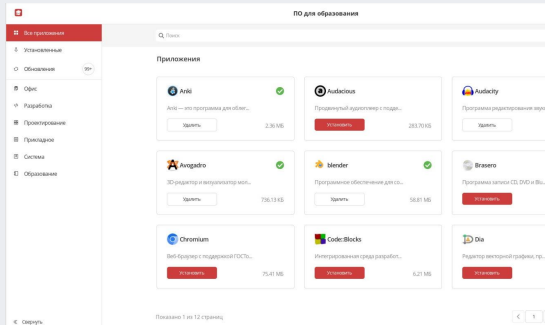 ПО для образования
Все приложения
Установленные
Обновления 99+
Офис
Разработка
Проектирование
Прикладное
Система
Образование
Свернуть
Поиск
Приложения
Anki
Anki — это программа для облег...
Удалить 2,36 МБ
Audacious
Продвинутый аудиоплеер с подде...
Установить 283,70 КБ
Audacity
Программа редактирования звук
Удалить
Avogadro
3D-редактор и визуализатор мол...
Удалить 736,13 КБ
blender
Программное обеспечение для со...
Удалить 58,81 МБ
Brasero
Программа записи CD, DVD и Blu...
Установить
Chromium
Веб-браузер с поддержкой ГОСТо...
Установить 75,41 МБ
Code::Blocks
Интегрированная среда разработ...
Установить 6,21 МБ
Dia
Редактор векторной графики, пр...
Установить
Показано 1 из 12 страниц
1